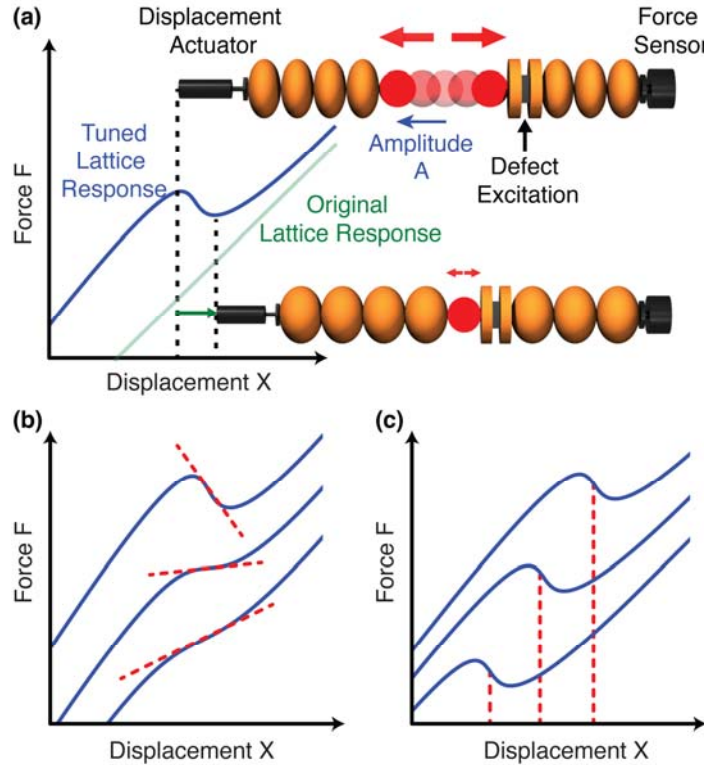 (a)
Displacement
Actuator
Force
Sensor
Tuned
Lattice
Response
Amplitude
A
Defect
Excitation
Original
Lattice Response
Force F
Displacement X
(b)
Force F
Displacement X
(c)
Force F
Displacement X